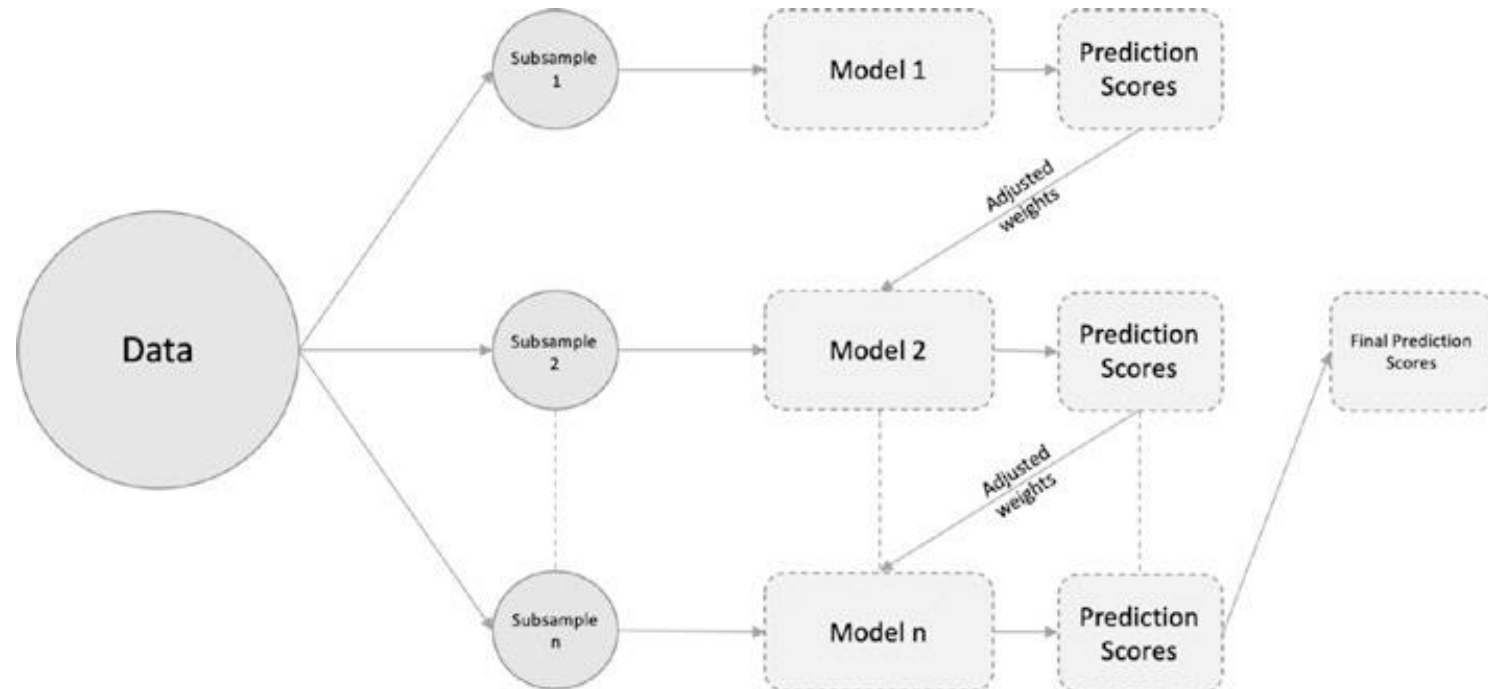 Subsample
1
Model 1
Prediction
Scores
Adjusted
weights
Data
Subsample
2
Model 2
Prediction
Scores
Final Prediction
Scores
Adjusted
weights
Subsample
n
Model n
Prediction
Scores